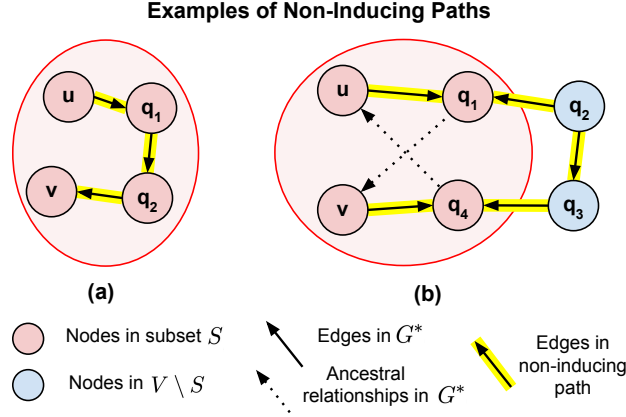 Examples of Non-Inducing Paths
u
q₁
v
q₂
(a)
u
q₁
q₂
v
q₄
q₃
(b)
Nodes in subset S
Nodes in V \ S
Edges in G*
Ancestral
relationships in G*
Edges in
non-inducing
path